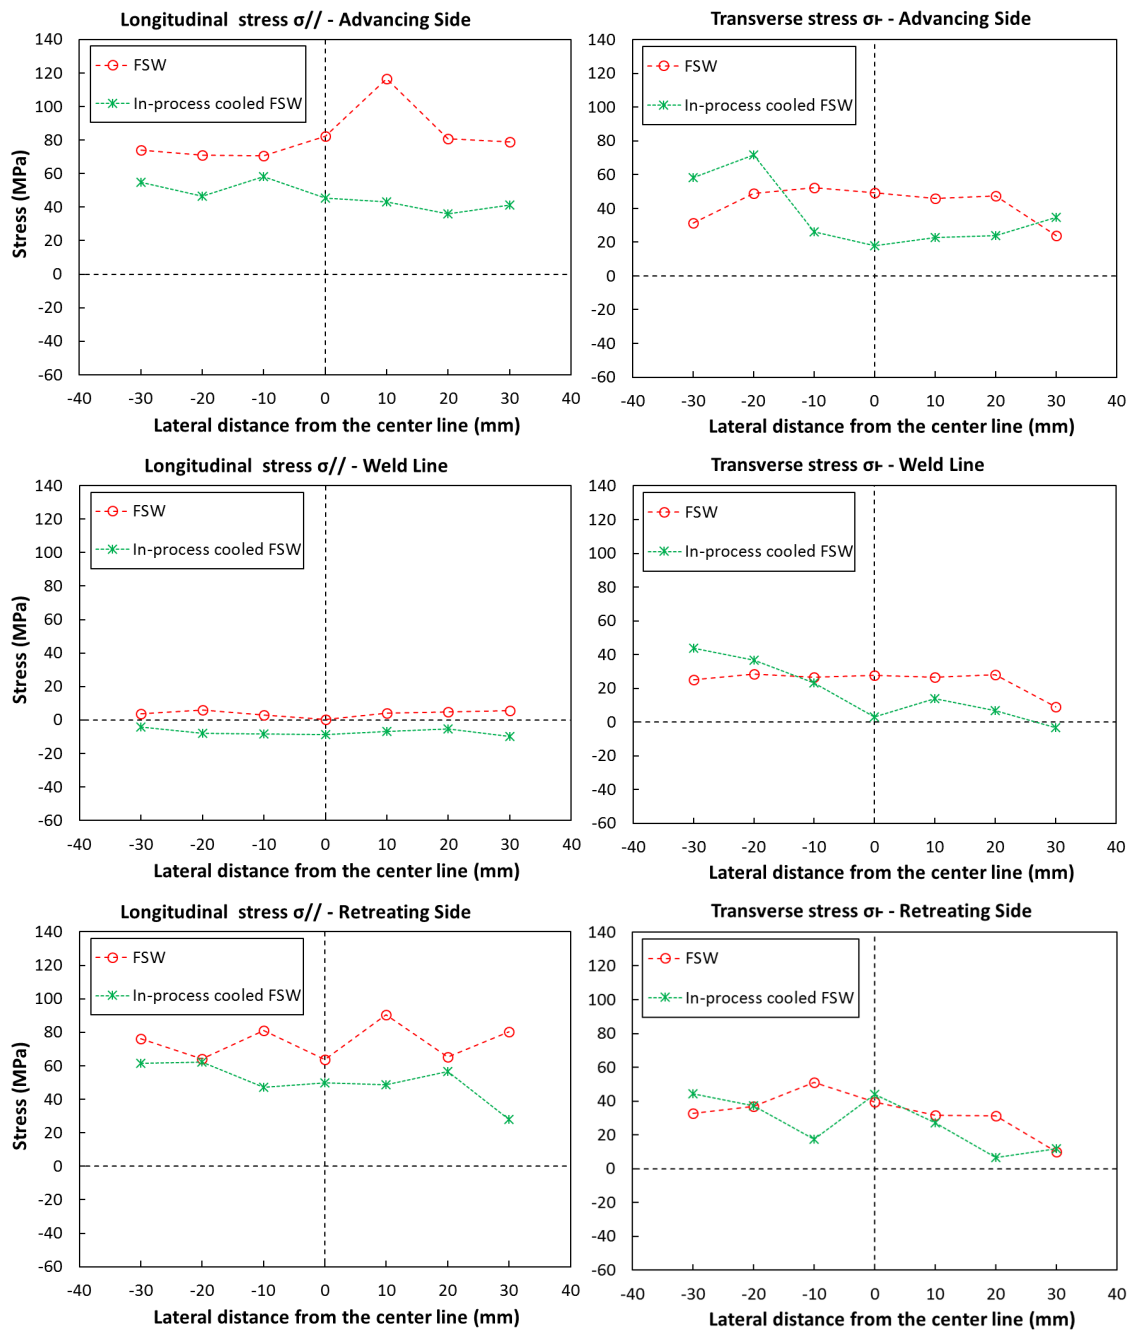 Longitudinal  stress σ// - Advancing Side
140
120
100
80
60
40
20
0
-20
-40
-60
Stress (MPa)
FSW
In-process cooled FSW
-40 -30 -20 -10 0 10 20 30 40
Lateral distance from the center line (mm)
Transverse stress σ⊦ - Advancing Side
140
120
100
80
60
40
20
0
-20
-40
-60
FSW
In-process cooled FSW
-40 -30 -20 -10 0 10 20 30 40
Lateral distance from the center line (mm)
Longitudinal  stress σ// - Weld Line
140
120
100
80
60
40
20
0
-20
-40
-60
Stress (MPa)
FSW
In-process cooled FSW
-40 -30 -20 -10 0 10 20 30 40
Lateral distance from the center line (mm)
Transverse stress σ⊦ - Weld Line
140
120
100
80
60
40
20
0
-20
-40
-60
FSW
In-process cooled FSW
-40 -30 -20 -10 0 10 20 30 40
Lateral distance from the center line (mm)
Longitudinal  stress σ// - Retreating Side
140
120
100
80
60
40
20
0
-20
-40
-60
Stress (MPa)
FSW
In-process cooled FSW
-40 -30 -20 -10 0 10 20 30 40
Lateral distance from the center line (mm)
Transverse stress σ⊦ - Retreating Side
140
120
100
80
60
40
20
0
-20
-40
-60
FSW
In-process cooled FSW
-40 -30 -20 -10 0 10 20 30 40
Lateral distance from the center line (mm)